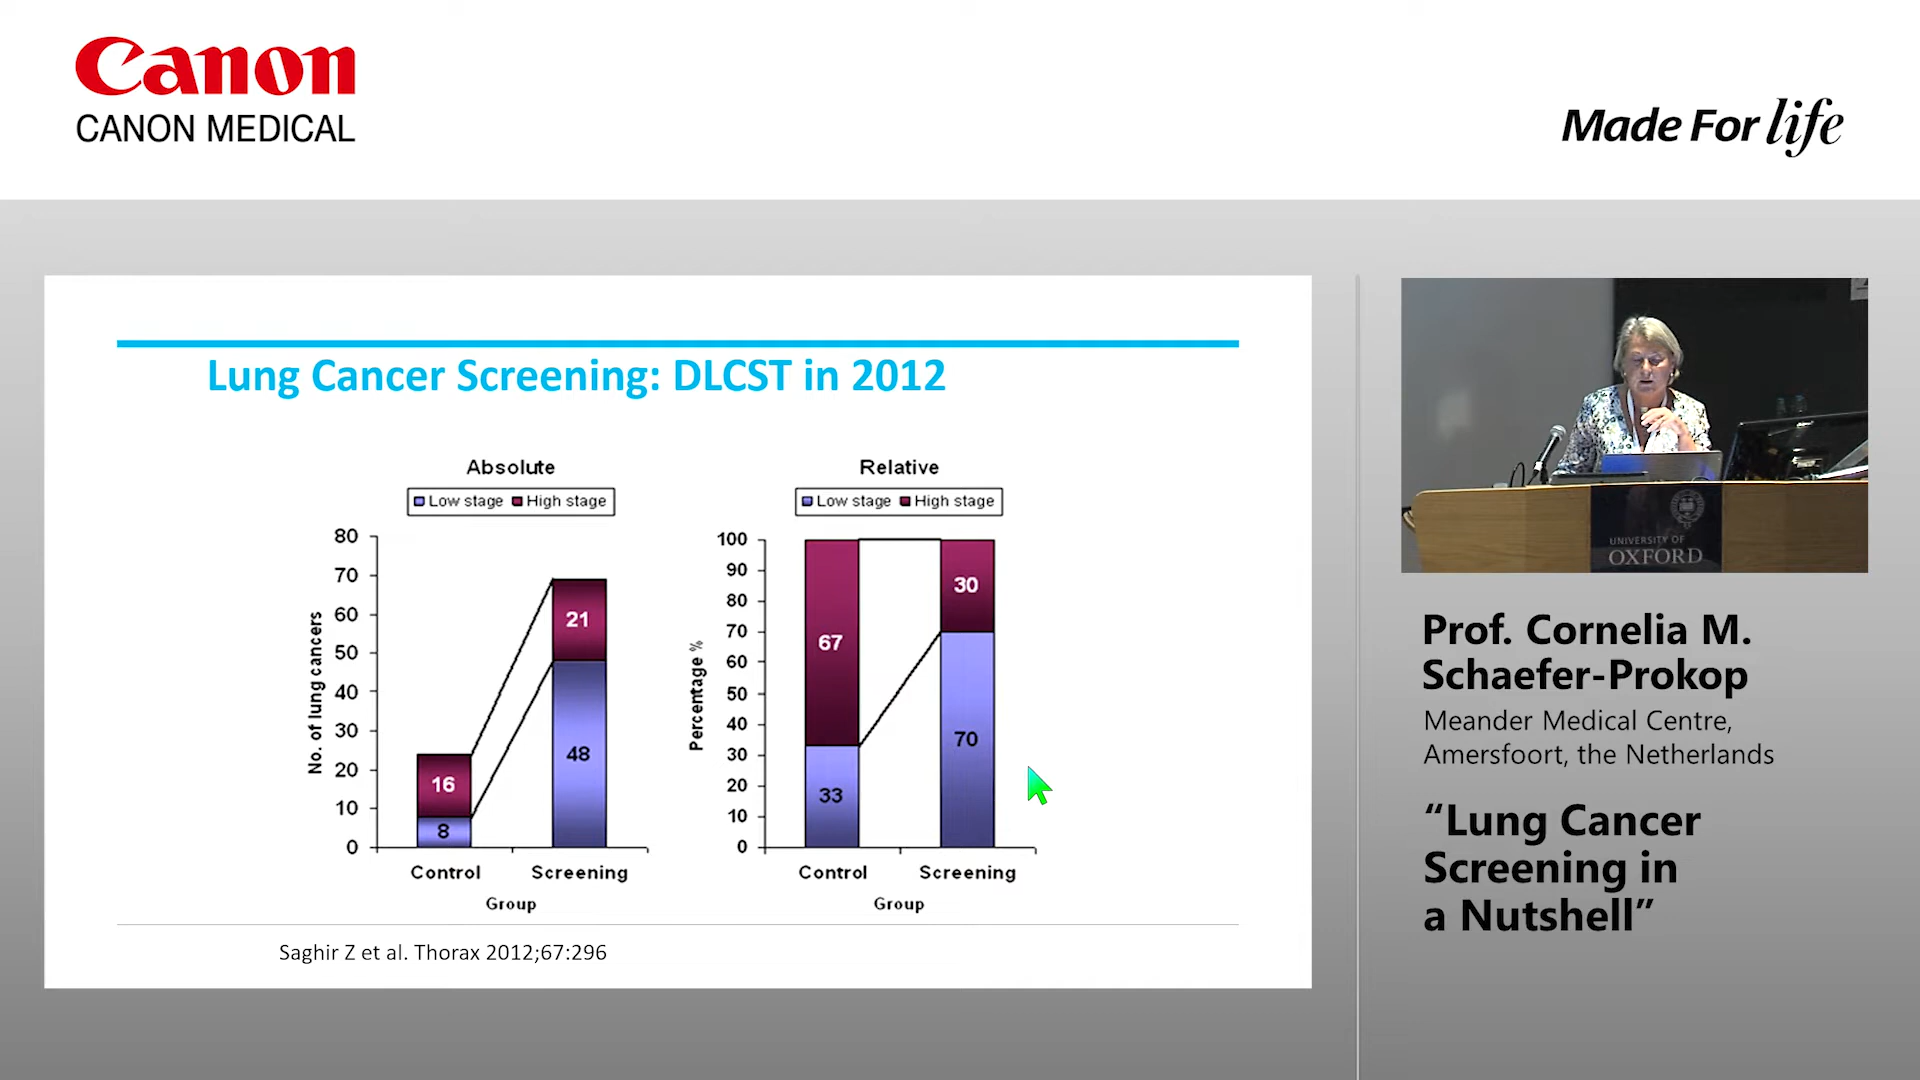 Canon
CANON MEDICAL
Made For life
Lung Cancer Screening: DLCST in 2012
Absolute
Low stage High stage
No. of lung cancers
80
70
60
50
40
30
20
10
0
16
8
21
48
Control Screening
Group
Relative
Low stage High stage
Percentage %
100
90
80
70
60
50
40
30
20
10
0
67
33
30
70
Control Screening
Group
Saghir Z et al. Thorax 2012;67:296
UNIVERSITY OF
OXFORD
Prof. Cornelia M.
Schaefer-Prokop
Meander Medical Centre,
Amersfoort, the Netherlands
“Lung Cancer
Screening in
a Nutshell”